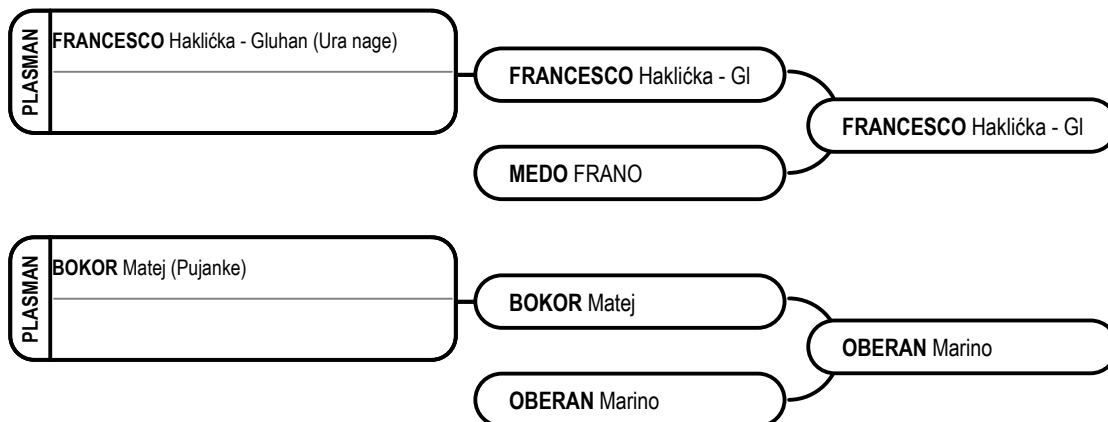 PLASMAN
FRANCESCO Haklićka - Gluhan (Ura nage)
FRANCESCO Haklićka - Gl
FRANCESCO Haklićka - Gl
MEDO FRANO
PLASMAN
BOKOR Matej (Pujanke)
BOKOR Matej
OBERAN Marino
OBERAN Marino